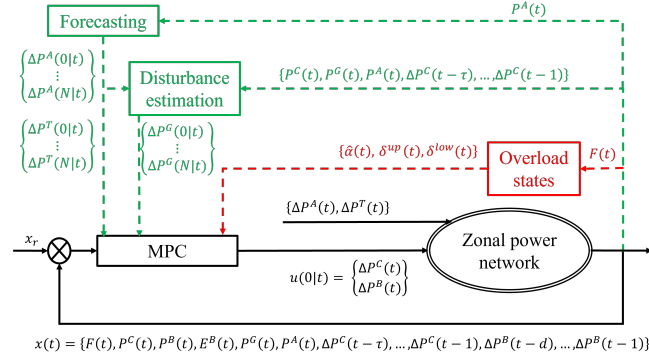 Forecasting
P^A(t)
{ΔP^A(0|t)
⋮
ΔP^A(N|t)}
Disturbance
estimation
{P^C(t), P^G(t), P^A(t), ΔP^C(t − τ), … , ΔP^C(t − 1)}
{ΔP^T(0|t)
⋮
ΔP^T(N|t)}
{ΔP^G(0|t)
⋮
ΔP^G(N|t)}
{α̂(t), δ^up(t), δ^low(t)}
Overload
states
F(t)
{ΔP^A(t), ΔP^T(t)}
x_r
MPC
Zonal power
network
u(0|t) = {ΔP^C(t)
ΔP^B(t)}
x(t) = {F(t), P^C(t), P^B(t), E^B(t), P^G(t), P^A(t), ΔP^C(t − τ), … , ΔP^C(t − 1), ΔP^B(t − d), … , ΔP^B(t − 1)}